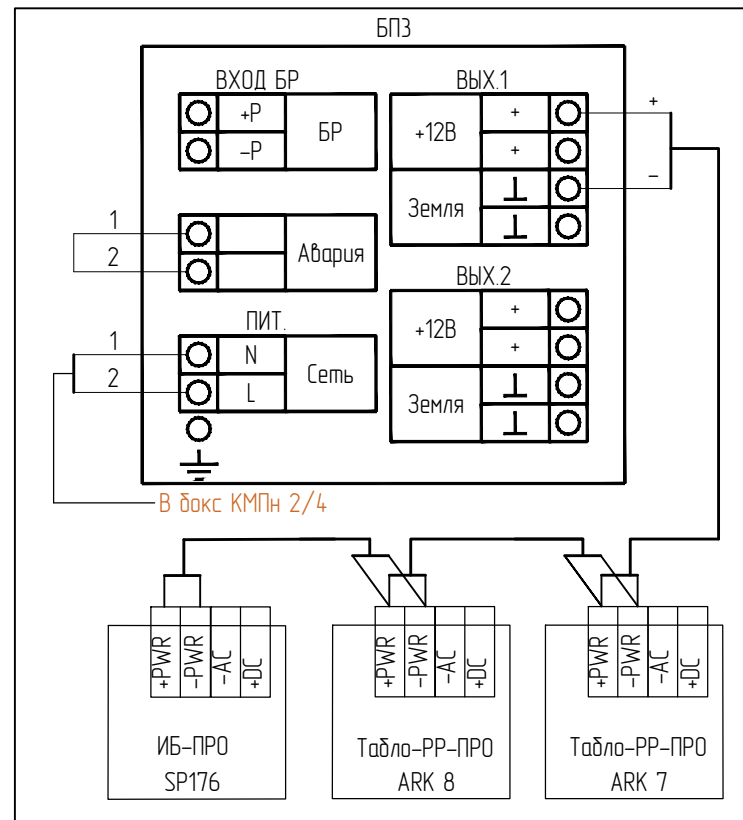 БП3
ВХОД БР
+Р
БР
-Р
1
2
Авария
ПИТ.
1
N
Сеть
2
L
В бокс КМПн 2/4
ВЫХ.1
+12В
+
+
Земля
+
-
ВЫХ.2
+12В
+
+
Земля
+PWR
-PWR
-AC
+DC
ИБ-ПРО
SP176
+PWR
-PWR
-AC
+DC
Табло-РР-ПРО
ARK 8
+PWR
-PWR
-AC
+DC
Табло-РР-ПРО
ARK 7